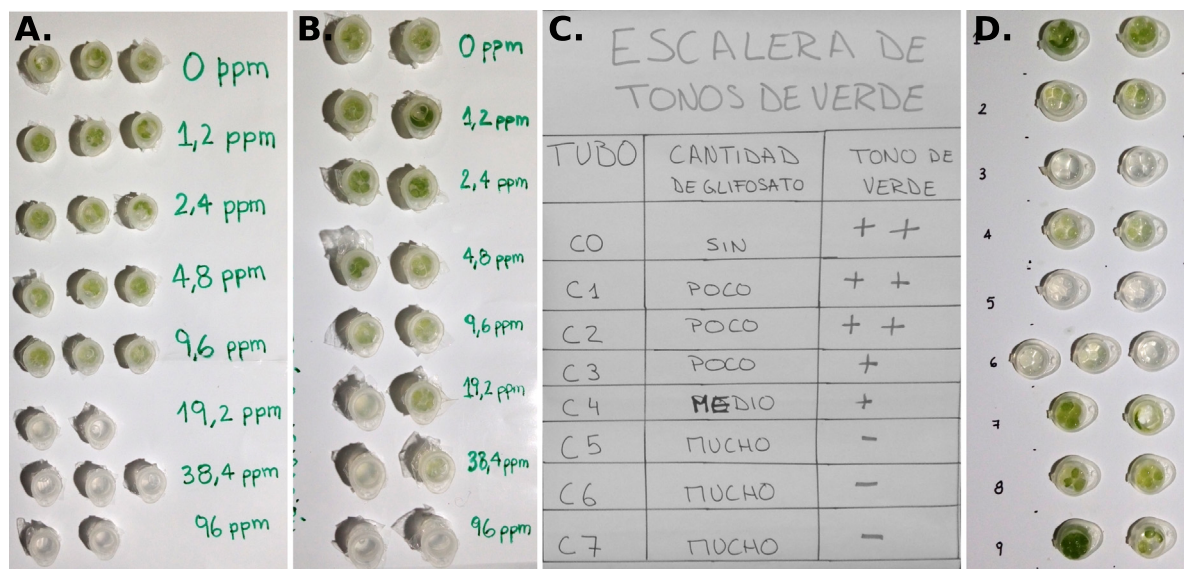 A.
0 ppm
1,2 ppm
2,4 ppm
4,8 ppm
9,6 ppm
19,2 ppm
38,4 ppm
96 ppm
B.
0 ppm
1,2 ppm
2,4 ppm
4,8 ppm
9,6 ppm
19,2 ppm
38,4 ppm
96 ppm
C.
ESCALERA DE
TONOS DE VERDE
TUBO CANTIDAD DE GLIFOSATO TONO DE VERDE
C0 SIN + +
C1 POCO + +
C2 POCO + +
C3 POCO +
C4 MEDIO +
C5 MUCHO -
C6 MUCHO -
C7 MUCHO -
D.
1
2
3
4
5
6
7
8
9